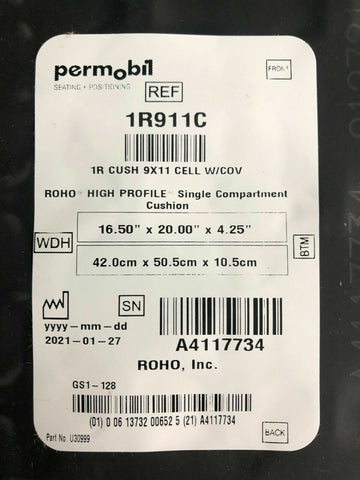 permobil
SEATING + POSITIONING
FRONT
REF
1R911C
1R CUSH 9X11 CELL W/COV
ROHO® HIGH PROFILE™ Single Compartment
Cushion
WDH
16.50" x 20.00" x 4.25"
42.0cm x 50.5cm x 10.5cm
BTM
SN
yyyy-mm-dd
2021-01-27
A4117734
ROHO, Inc.
GS1-128
(01) 0 06 13732 00652 5 (21) A4117734
Part No. U30999
BACK